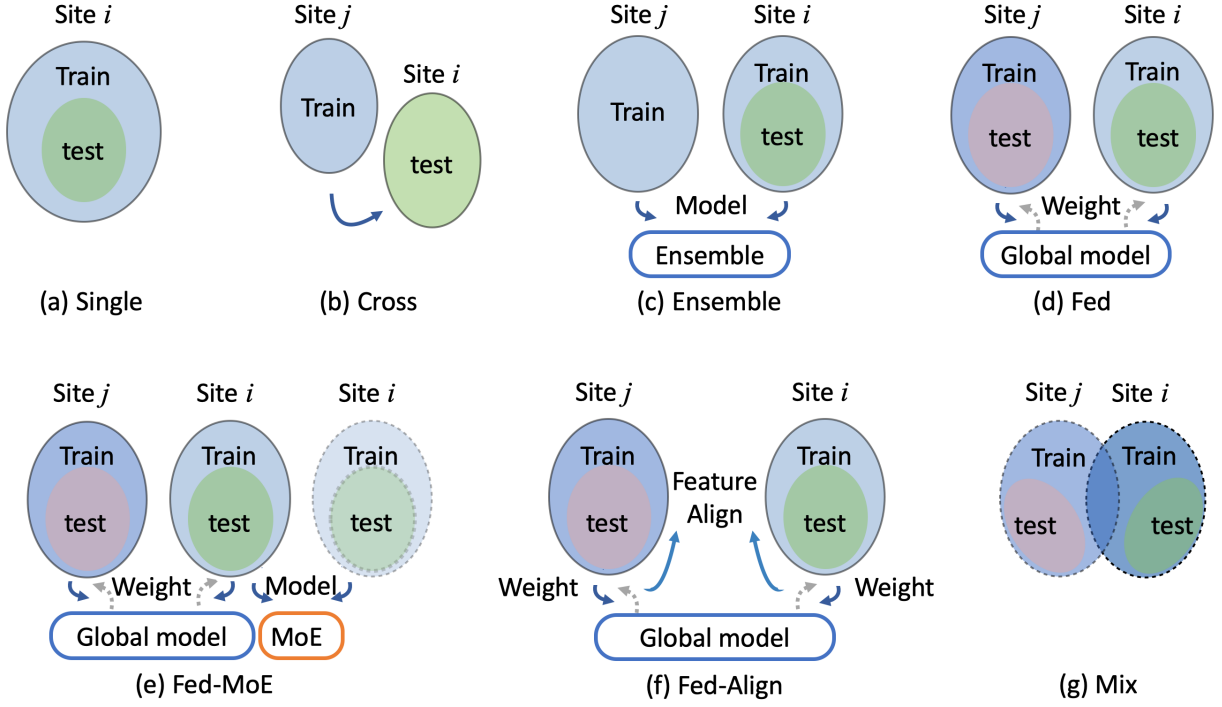 Site i
Train
test
(a) Single
Site j
Train
Site i
test
(b) Cross
Site j
Site i
Train
Train
test
Model
Ensemble
(c) Ensemble
Site j
Site i
Train
Train
test
test
Weight
Global model
(d) Fed
Site j
Site i
Site i
Train
Train
Train
test
test
test
Weight
Model
Global model
MoE
(e) Fed-MoE
Site j
Site i
Train
Train
Feature
Align
test
test
Weight
Weight
Global model
(f) Fed-Align
Site j
Site i
Train
Train
test
test
(g) Mix